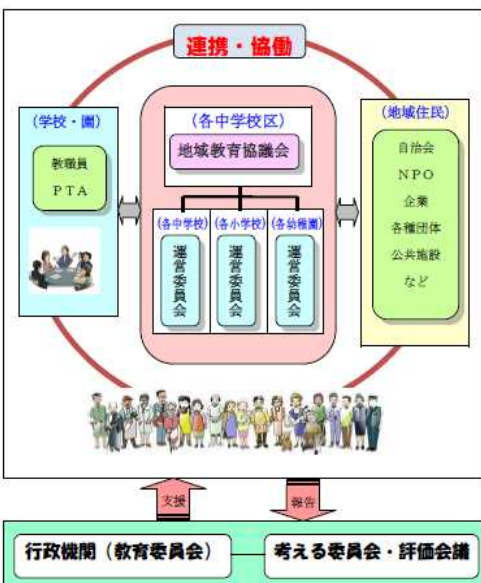 連携・協働
(学校・園)
教職員
PTA
(各中学校区)
地域教育協議会
(各中学校)
運営委員会
(各小学校)
運営委員会
(各幼稚園)
運営委員会
(地域住民)
自治会
NPO
企業
各種団体
公共施設
など
支援
報告
行政機関(教育委員会)
考える委員会・評価会議